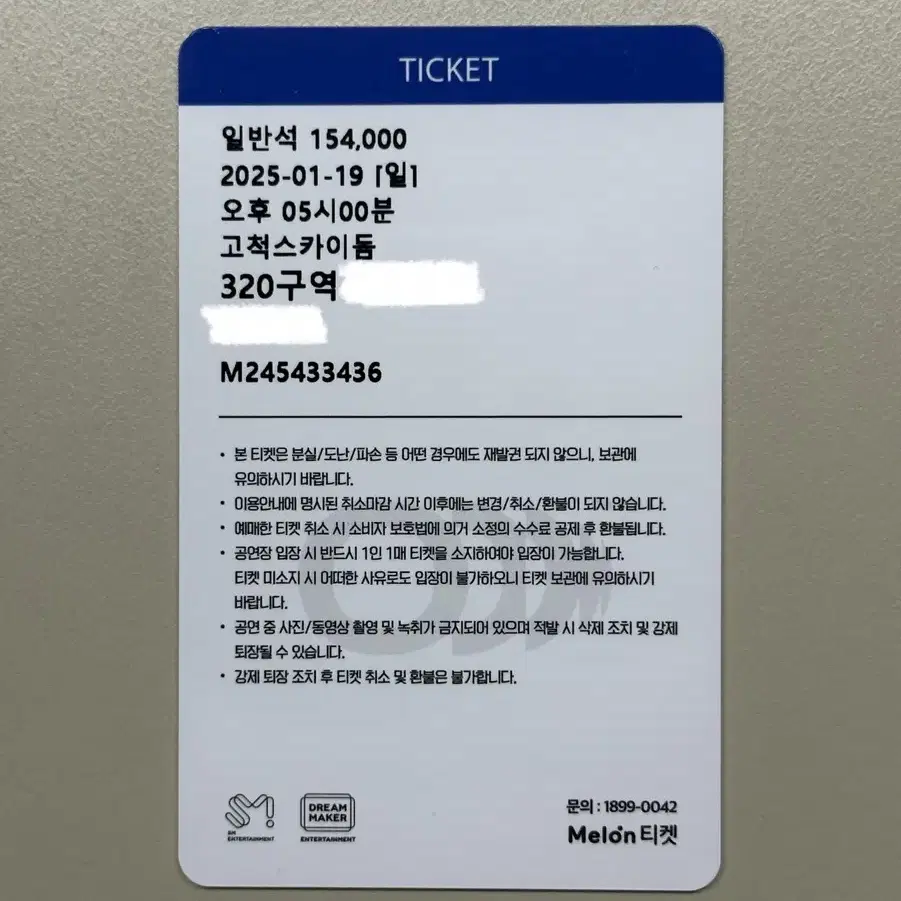 TICKET
일반석 154,000
2025-01-19 [일]
오후 05시00분
고척스카이돔
320구역
M245433436
• 본 티켓은 분실/도난/파손 등 어떤 경우에도 재발권 되지 않으니, 보관에
유의하시기 바랍니다.
• 이용안내에 명시된 취소마감 시간 이후에는 변경/취소/환불이 되지 않습니다.
• 예매한 티켓 취소 시 소비자 보호법에 의거 소정의 수수료 공제 후 환불됩니다.
• 공연장 입장 시 반드시 1인 1매 티켓을 소지하여야 입장이 가능합니다.
티켓 미소지 시 어떠한 사유로도 입장이 불가하오니 티켓 보관에 유의하시기
바랍니다.
• 공연 중 사진/동영상 촬영 및 녹취가 금지되어 있으며 적발 시 삭제 조치 및 강제
퇴장될 수 있습니다.
• 강제 퇴장 조치 후 티켓 취소 및 환불은 불가합니다.
SM!
SM
ENTERTAINMENT
DREAM
MAKER
ENTERTAINMENT
문의 : 1899-0042
Melon 티켓